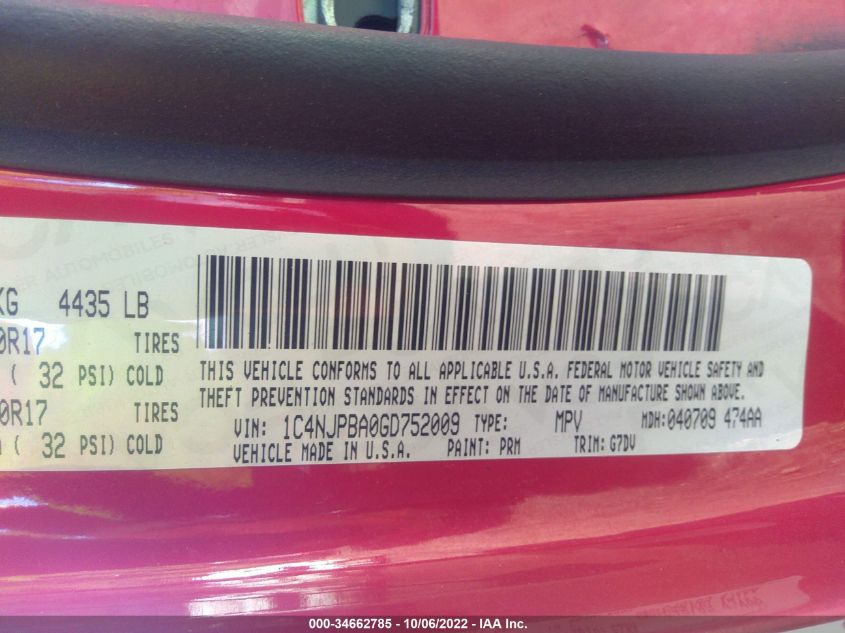 KG 4435 LB
0R17 TIRES
( 32 PSI) COLD
0R17 TIRES
( 32 PSI) COLD
THIS VEHICLE CONFORMS TO ALL APPLICABLE U.S.A. FEDERAL MOTOR VEHICLE SAFETY AND
THEFT PREVENTION STANDARDS IN EFFECT ON THE DATE OF MANUFACTURE SHOWN ABOVE.
VIN: 1C4NJPBA0GD752009 TYPE: MPV MDH:040709 474AA
VEHICLE MADE IN U.S.A. PAINT: PRM TRIM: G7DV
000-34662785 - 10/06/2022 - IAA Inc.